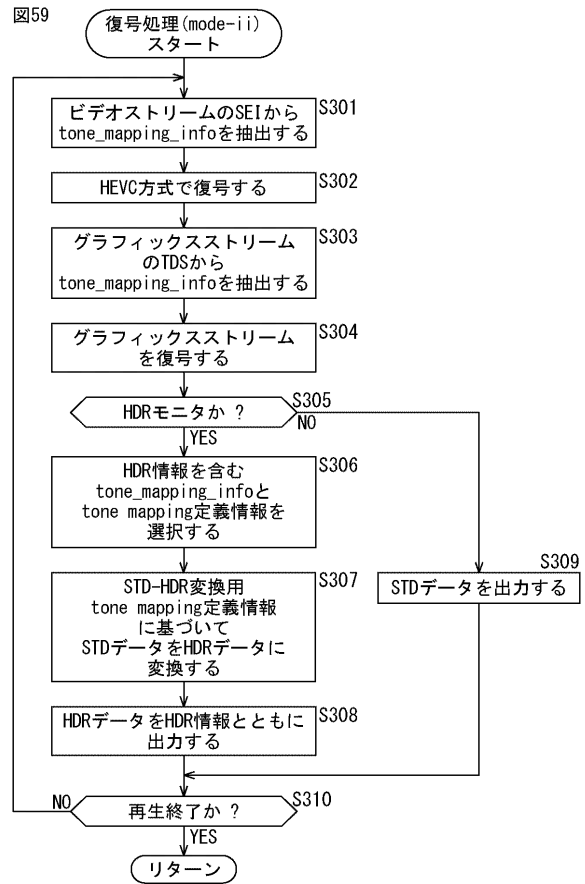 図59
復号処理(mode-ii)
スタート
ビデオストリームのSEIから
tone_mapping_infoを抽出する
S301
HEVC方式で復号する
S302
グラフィックスストリーム
のTDSから
tone_mapping_infoを抽出する
S303
グラフィックスストリーム
を復号する
S304
HDRモニタか ?
S305
NO
YES
HDR情報を含む
tone_mapping_infoと
tone mapping定義情報を
選択する
S306
STD-HDR変換用
tone mapping定義情報
に基づいて
STDデータをHDRデータに
変換する
S307
S309
STDデータを出力する
HDRデータをHDR情報とともに
出力する
S308
NO
再生終了か ?
S310
YES
リターン